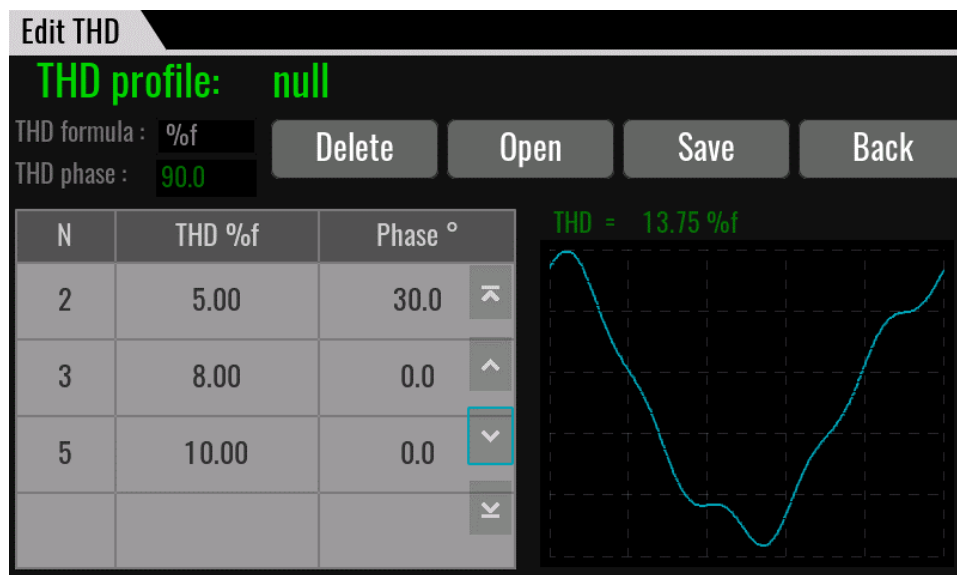 Edit THD
THD profile: null
THD formula : %f
THD phase : 90.0
Delete Open Save Back
THD = 13.75 %f
N THD %f Phase °
2 5.00 30.0
3 8.00 0.0
5 10.00 0.0